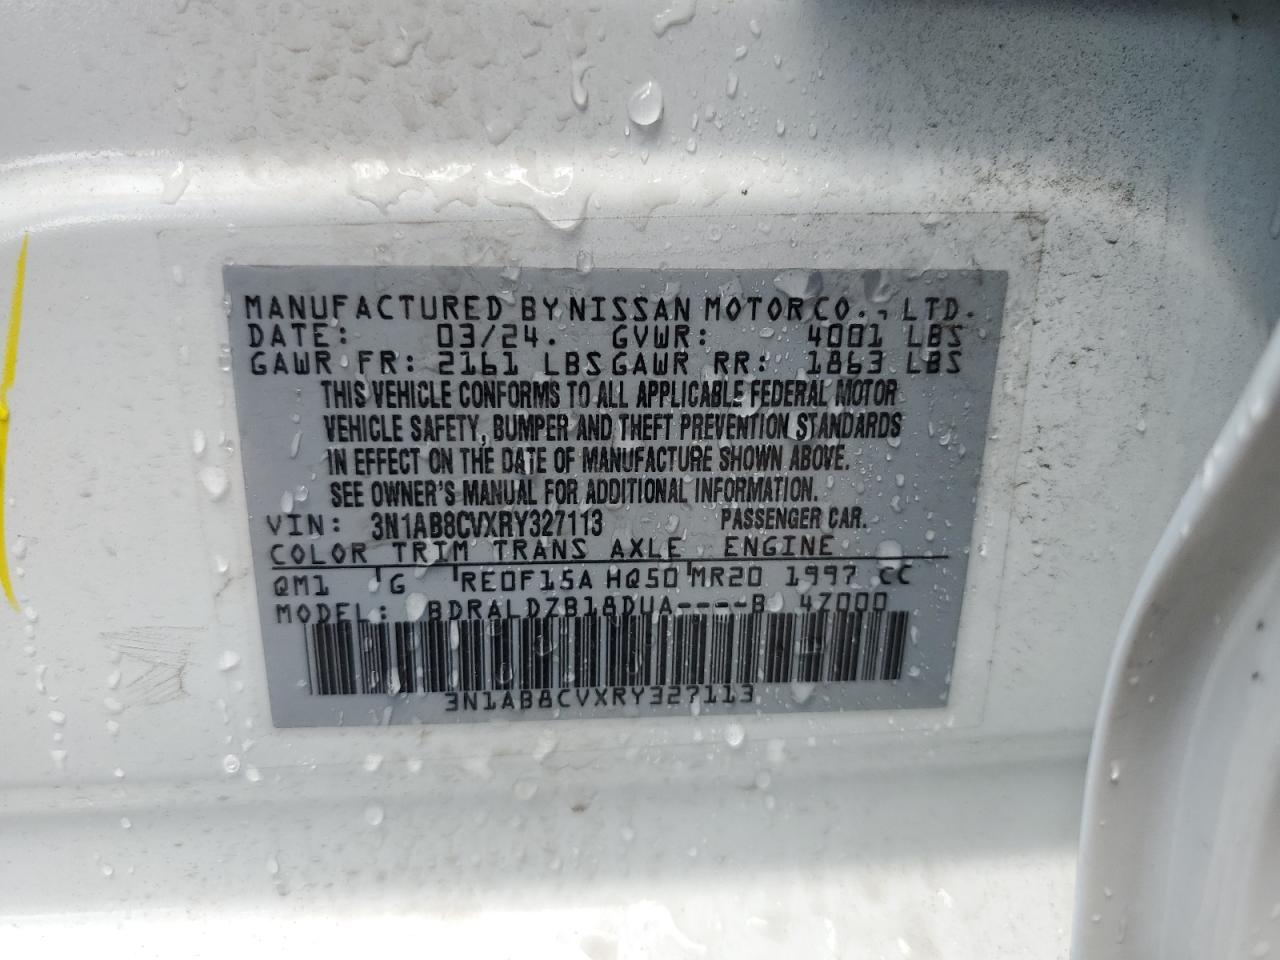 MANUFACTURED BY NISSAN MOTOR CO., LTD.
DATE: 03/24. GVWR: 4001 LBS
GAWR FR: 2161 LBS GAWR RR: 1863 LBS
THIS VEHICLE CONFORMS TO ALL APPLICABLE FEDERAL MOTOR
VEHICLE SAFETY, BUMPER AND THEFT PREVENTION STANDARDS
IN EFFECT ON THE DATE OF MANUFACTURE SHOWN ABOVE.
SEE OWNER'S MANUAL FOR ADDITIONAL INFORMATION.
VIN: 3N1AB8CVXRY327113 PASSENGER CAR.
COLOR TRIM TRANS AXLE ENGINE
QM1 G RE0F15A HQ50 MR20 1997 CC
MODEL: BDRALDZB18DUA----B 4Z000
3N1AB8CVXRY327113